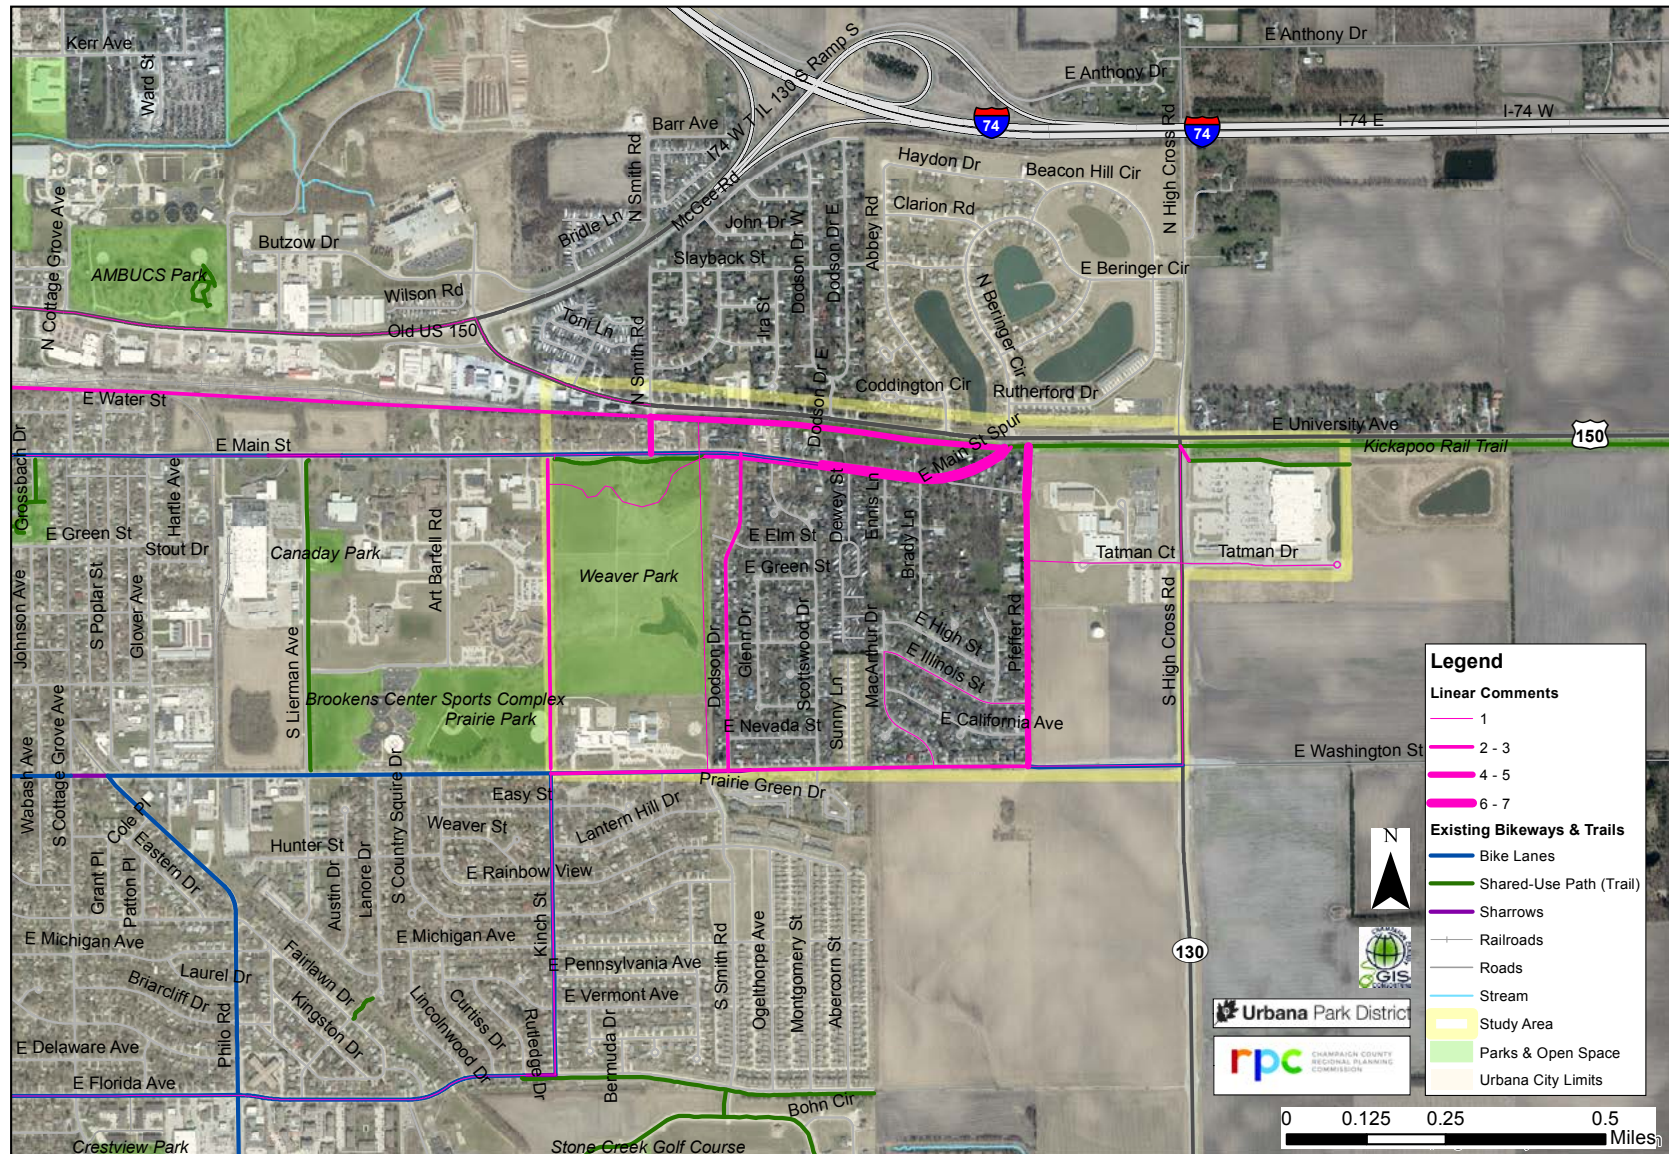 Kerr Ave
Ward St
E Anthony Dr
E Anthony Dr
I74 W T IL 130 S Ramp S
Barr Ave
74
74
I-74 E
I-74 W
N High Cross Rd
N Smith Rd
McGee Rd
Haydon Dr
Beacon Hill Cir
Clarion Rd
Abbey Rd
N Cottage Grove Ave
Butzow Dr
Bridle Ln
John Dr
Dodson Dr W
Dodson Dr E
Slayback St
E Beringer Cir
N Beringer Cir
AMBUCS Park
Wilson Rd
Old US 150
Toni Ln
Ira St
N Smith Rd
Dodson Dr E
Coddington Cir
Rutherford Dr
E Water St
E Main St
E Main St Spur
E University Ave
Kickapoo Rail Trail
150
Grossbach Dr
Hartle Ave
E Green St
Stout Dr
Canaday Park
Art Bartell Rd
Weaver Park
E Elm St
E Green St
Dewey St
Ennis Ln
Brady Ln
Tatman Ct
Tatman Dr
Johnson Ave
S Poplar St
Glover Ave
S Lierman Ave
Dodson Dr
Glenn Dr
Scottswood Dr
Sunny Ln
MacArthur Dr
E High St
E Illinois St
Pfeffer Rd
S High Cross Rd
Brookens Center Sports Complex
Prairie Park
E Nevada St
E California Ave
E Washington St
Wabash Ave
S Cottage Grove Ave
Prairie Green Dr
Easy St
Weaver St
Lantern Hill Dr
Cole Pl
Eastern Dr
Hunter St
Grant Pl
Patton Pl
Austin Dr
Lanore Dr
S Country Squire Dr
E Rainbow View
Kinch St
E Michigan Ave
E Michigan Ave
E Pennsylvania Ave
E Vermont Ave
S Smith Rd
Ogelthorpe Ave
Montgomery St
Abercorn St
Laurel Dr
Briarcliff Dr
Fairlawn Dr
Kingston Dr
Lincolnwood Dr
Curtiss Dr
Rutledge Dr
Bermuda Dr
Philo Rd
E Delaware Ave
E Florida Ave
Bohn Cir
Crestview Park
Stone Creek Golf Course
130
Legend
Linear Comments
1
2 - 3
4 - 5
6 - 7
Existing Bikeways & Trails
Bike Lanes
Shared-Use Path (Trail)
Sharrows
Railroads
Roads
Stream
Study Area
Parks & Open Space
Urbana City Limits
N
GIS
Urbana Park District
rpc
CHAMPAIGN COUNTY
REGIONAL PLANNING
COMMISSION
0 0.125 0.25 0.5
Miles